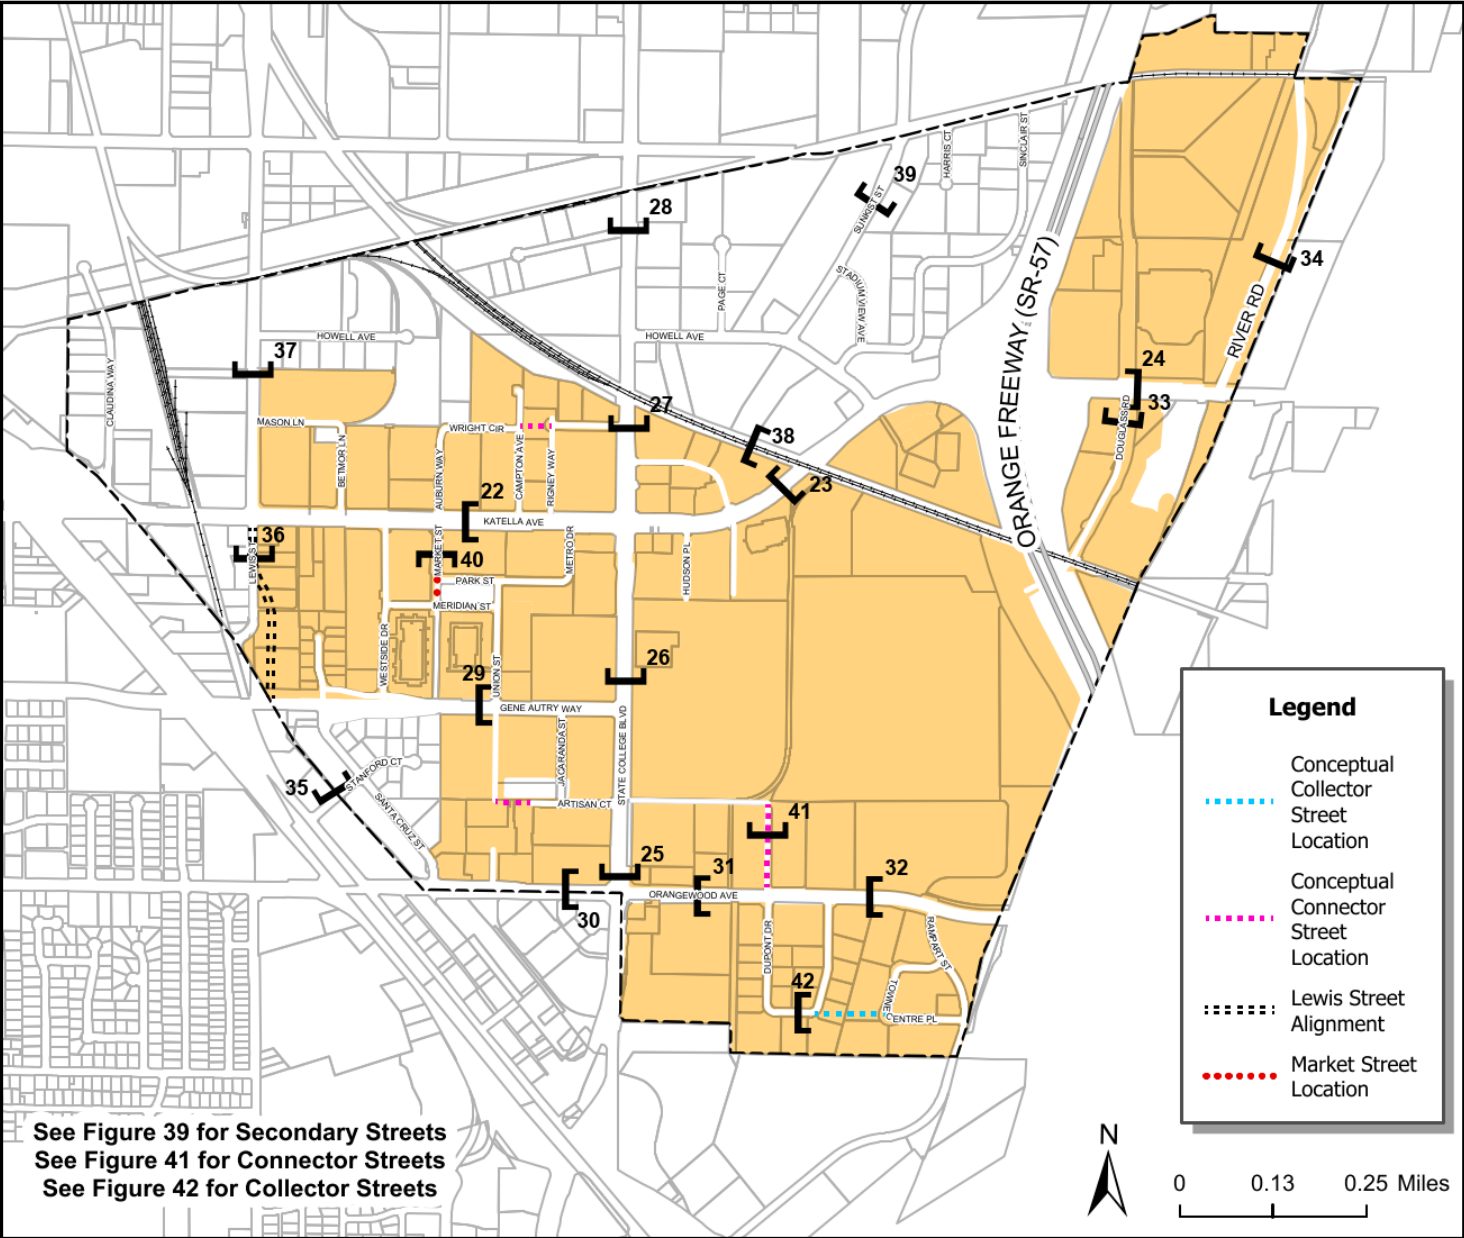 HARRIS CT
SINCLAIR ST
39
SUNKIST ST
28
ORANGE FREEWAY (SR-57)
34
PAGE CT
STADIUM VIEW AVE
RIVER RD
HOWELL AVE
HOWELL AVE
37
CLAUDINA WAY
24
33
DOUGLASS RD
27
MASON LN
BETMOR LN
WRIGHT CIR
AUBURN WAY
CAMPTON AVE
RIGNEY WAY
38
23
22
KATELLA AVE
36
LEWIS ST
MARKET ST
40
METRO DR
HUDSON PL
PARK ST
MERIDIAN ST
WESTSIDE DR
UNION ST
26
29
GENE AUTRY WAY
JACARANDA ST
STATE COLLEGE BLVD
35
STANFORD CT
SANTA CRUZ ST
ARTISAN CT
41
25
31
32
ORANGEWOOD AVE
30
DUPONT DR
RAMPART ST
42
TOWNE CENTRE PL
Legend
Conceptual
Collector
Street
Location
Conceptual
Connector
Street
Location
Lewis Street
Alignment
Market Street
Location
See Figure 39 for Secondary Streets
See Figure 41 for Connector Streets
See Figure 42 for Collector Streets
N
0 0.13 0.25 Miles